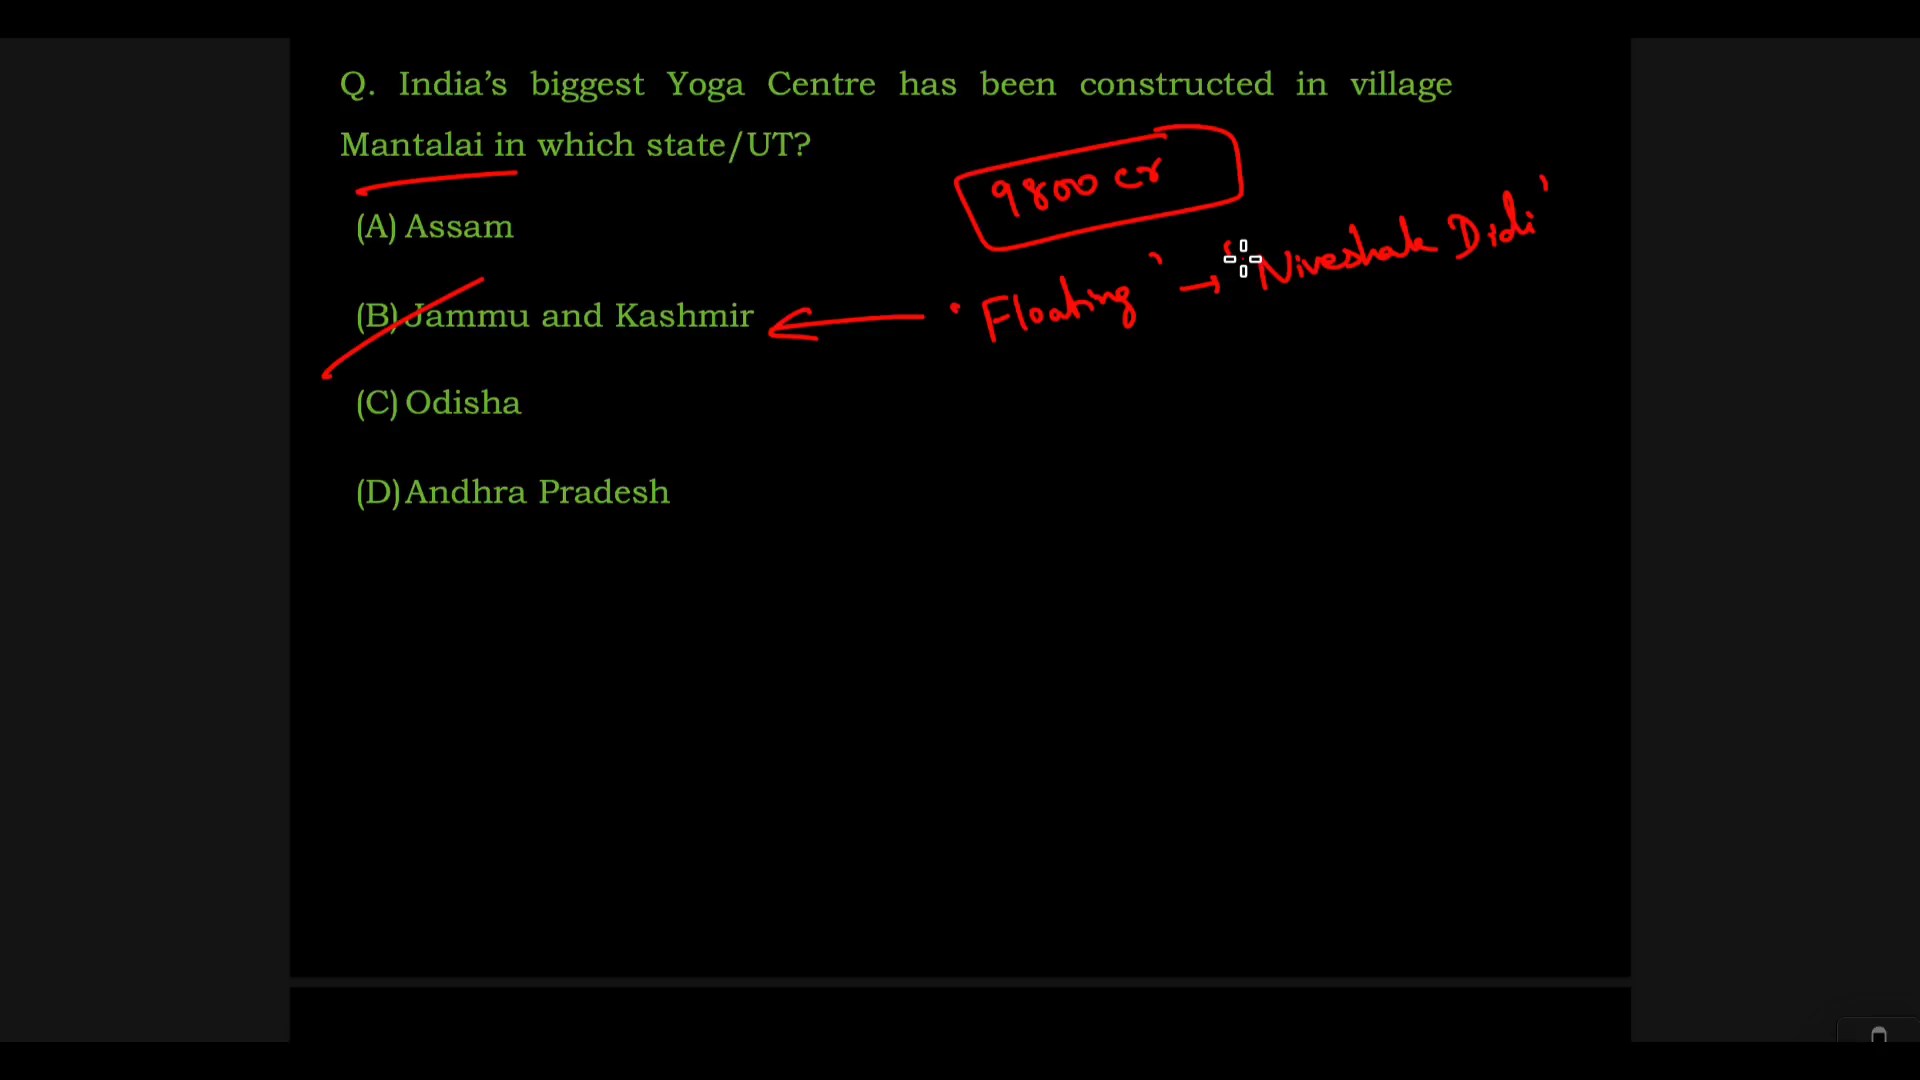 Q. India’s biggest Yoga Centre has been constructed in village
Mantalai in which state/UT?
9800 cr
(A) Assam
'Floating' → 'Niveshak Didi'
(B) Jammu and Kashmir
(C) Odisha
(D) Andhra Pradesh